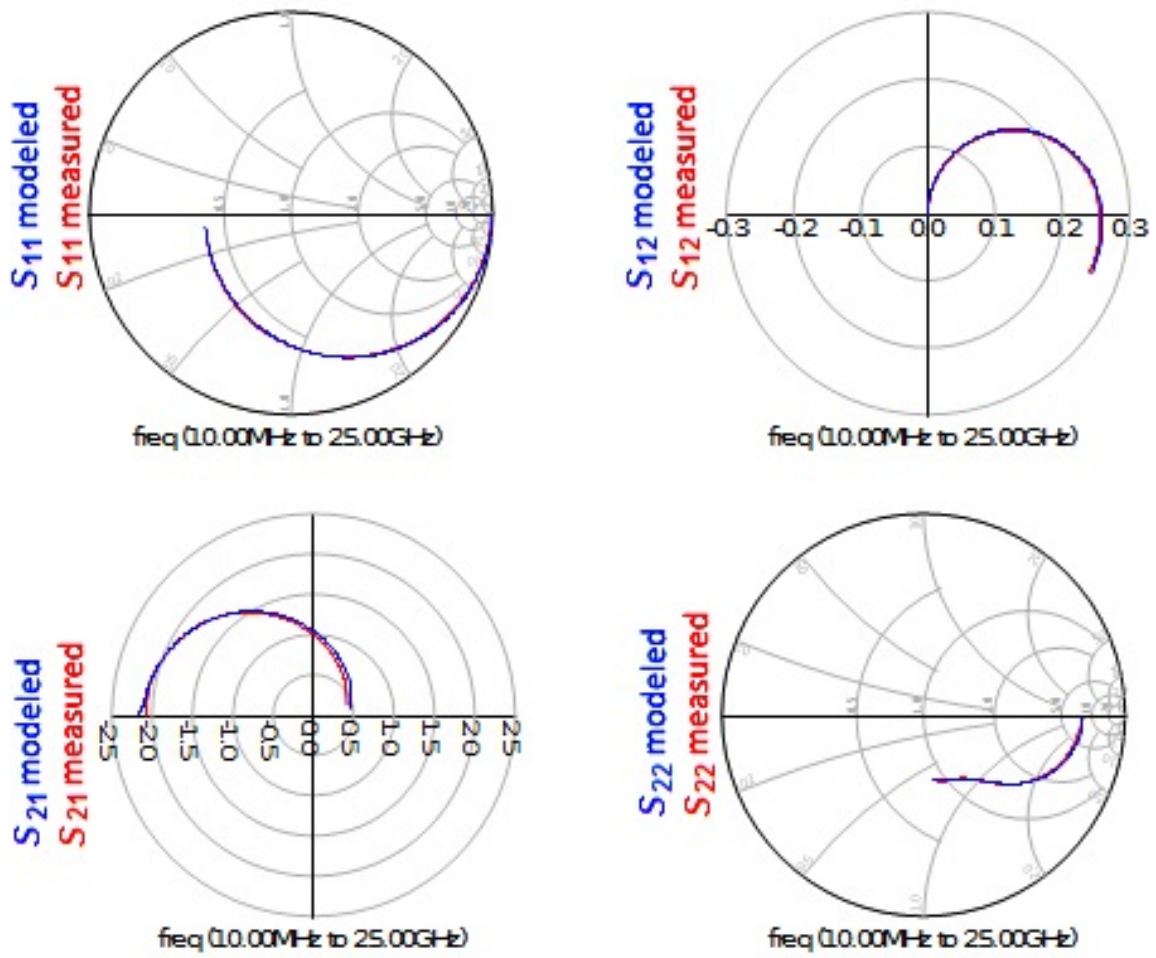 S11 modeled
S11 measured
freq (10.00MHz to 25.00GHz)
S12 modeled
S12 measured
-0.3 -0.2 -0.1 0.0 0.1 0.2 0.3
freq (10.00MHz to 25.00GHz)
S21 modeled
S21 measured
-2.5 -2.0 -1.5 -1.0 -0.5 0.0 0.5 1.0 1.5 2.0 2.5
freq (10.00MHz to 25.00GHz)
S22 modeled
S22 measured
freq (10.00MHz to 25.00GHz)